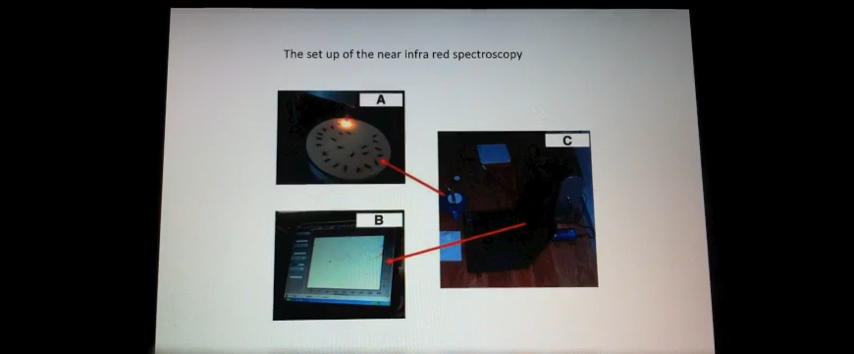 The set up of the near infra red spectroscopy
A
C
B